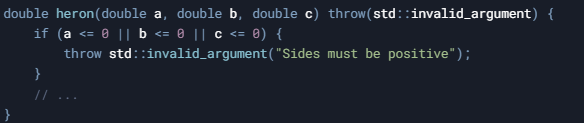 double heron(double a, double b, double c) throw(std::invalid_argument) {
    if (a <= 0 || b <= 0 || c <= 0) {
        throw std::invalid_argument("Sides must be positive");
    }
    // ...
}